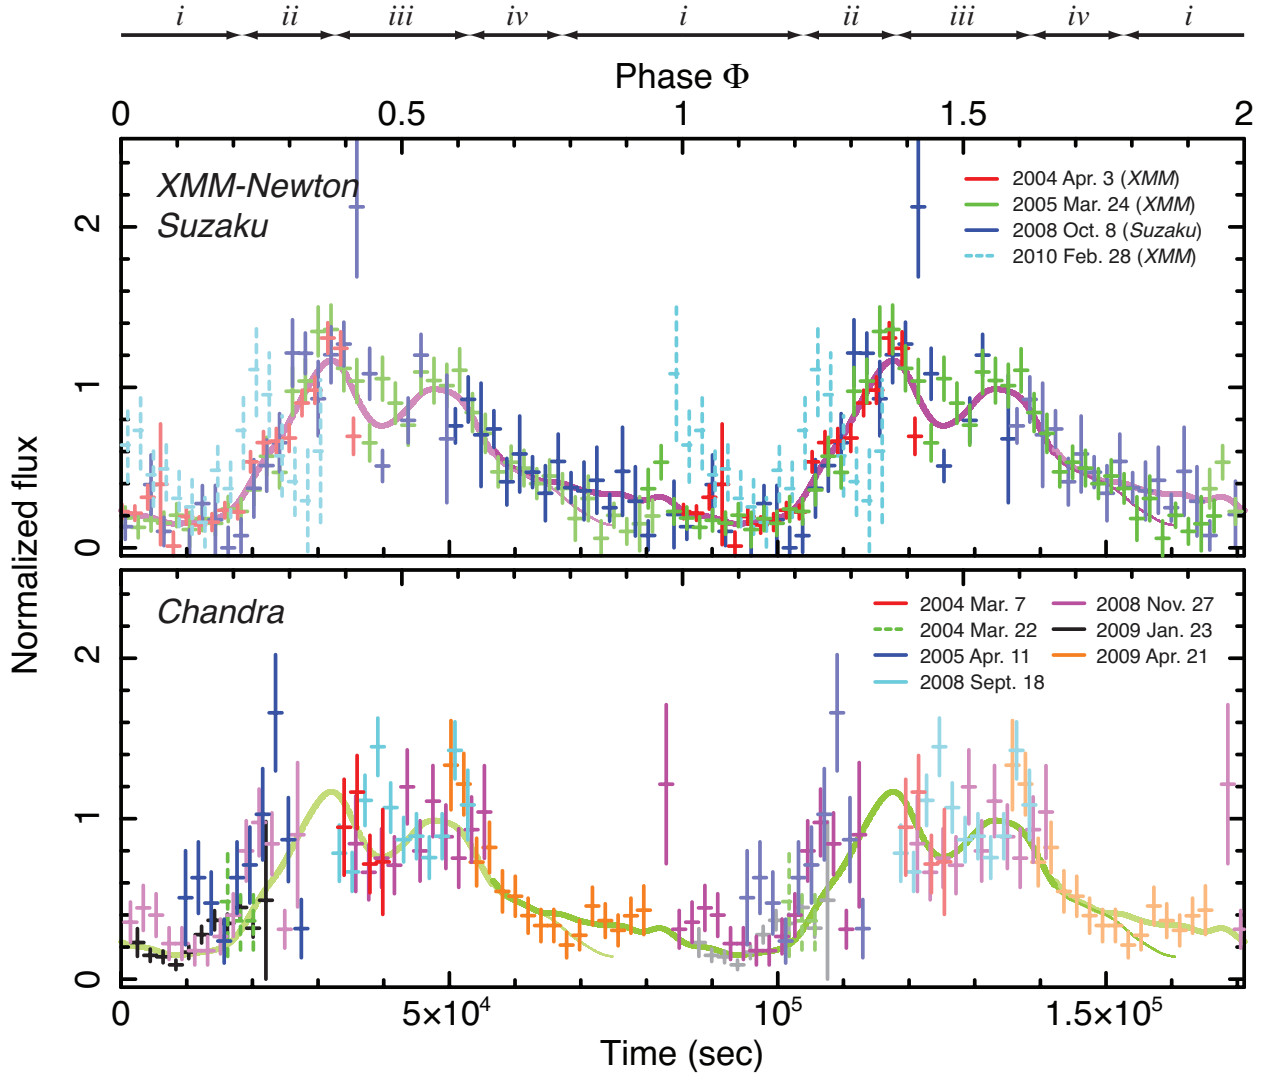 i ii iii iv i ii iii iv i
Phase Φ
0 0.5 1 1.5 2
XMM-Newton
Suzaku
2004 Apr. 3 (XMM)
2005 Mar. 24 (XMM)
2008 Oct. 8 (Suzaku)
2010 Feb. 28 (XMM)
2
1
0
Normalized flux
Chandra
2004 Mar. 7
2004 Mar. 22
2005 Apr. 11
2008 Sept. 18
2008 Nov. 27
2009 Jan. 23
2009 Apr. 21
2
1
0
0 5×10⁴ 10⁵ 1.5×10⁵
Time (sec)